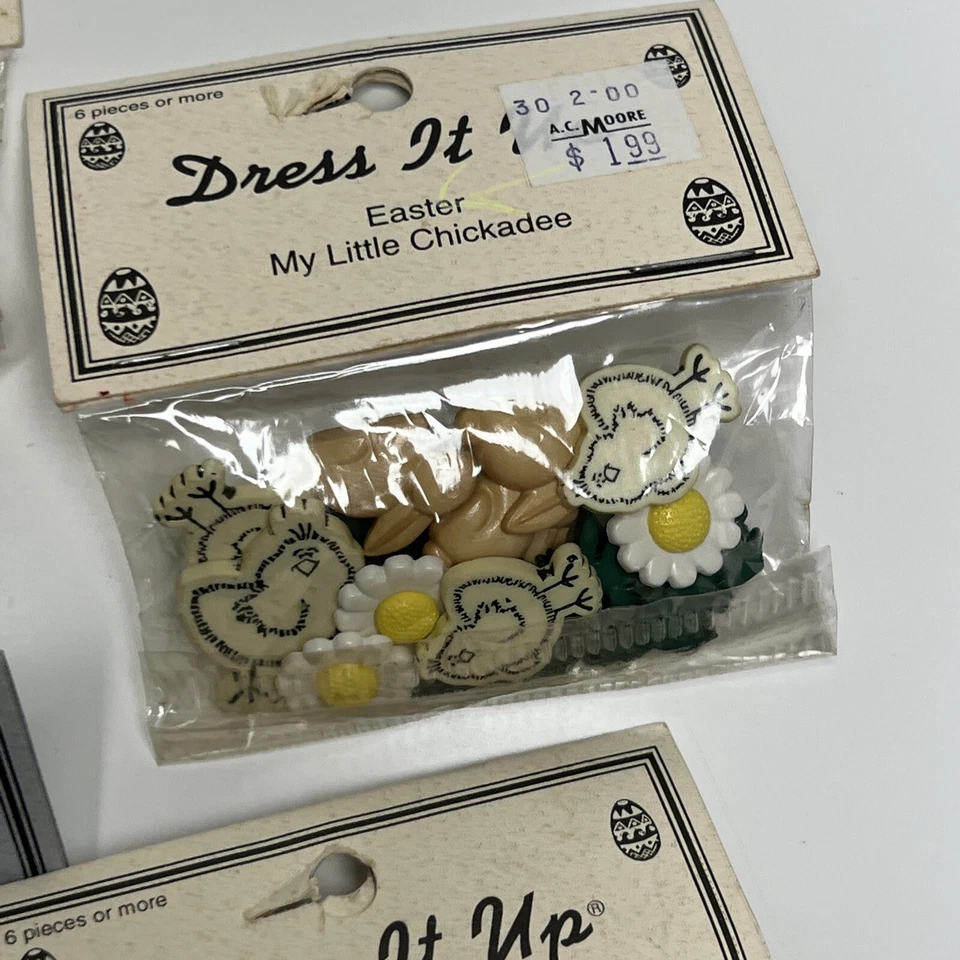 6 pieces or more
30 2-00
A.C. MOORE
$ 1.99
Dress It
Easter
My Little Chickadee
6 pieces or more
It Up®